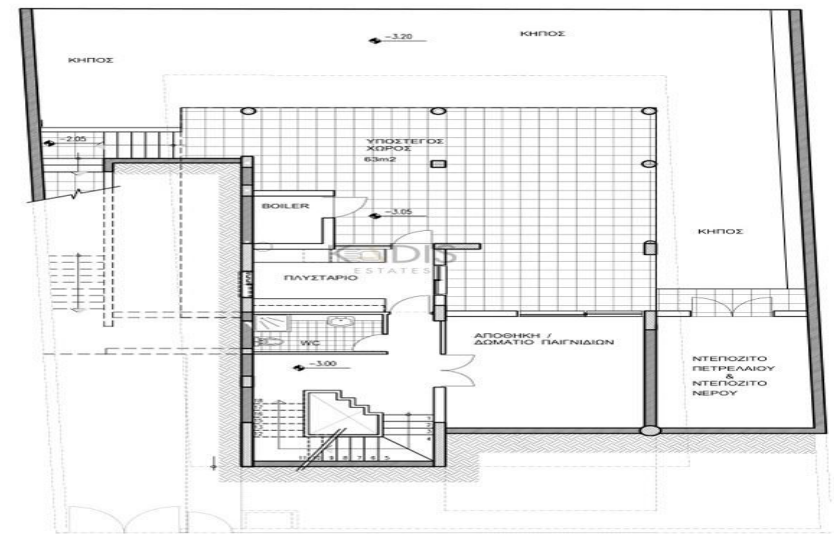 ΚΗΠΟΣ
-3.20
ΚΗΠΟΣ
-2.05
ΥΠΟΣΤΕΓΟΣ
ΧΩΡΟΣ
63m2
BOILER
-3.05
ΚΗΠΟΣ
KODIS
ESTATES
ΠΛΥΣΤΑΡΙΟ
WC
ΑΠΟΘΗΚΗ /
ΔΩΜΑΤΙΟ ΠΑΙΓΝΙΔΙΩΝ
-3.00
ΝΤΕΠΟΖΙΤΟ
ΠΕΤΡΕΛΑΙΟΥ
&
ΝΤΕΠΟΖΙΤΟ
ΝΕΡΟΥ